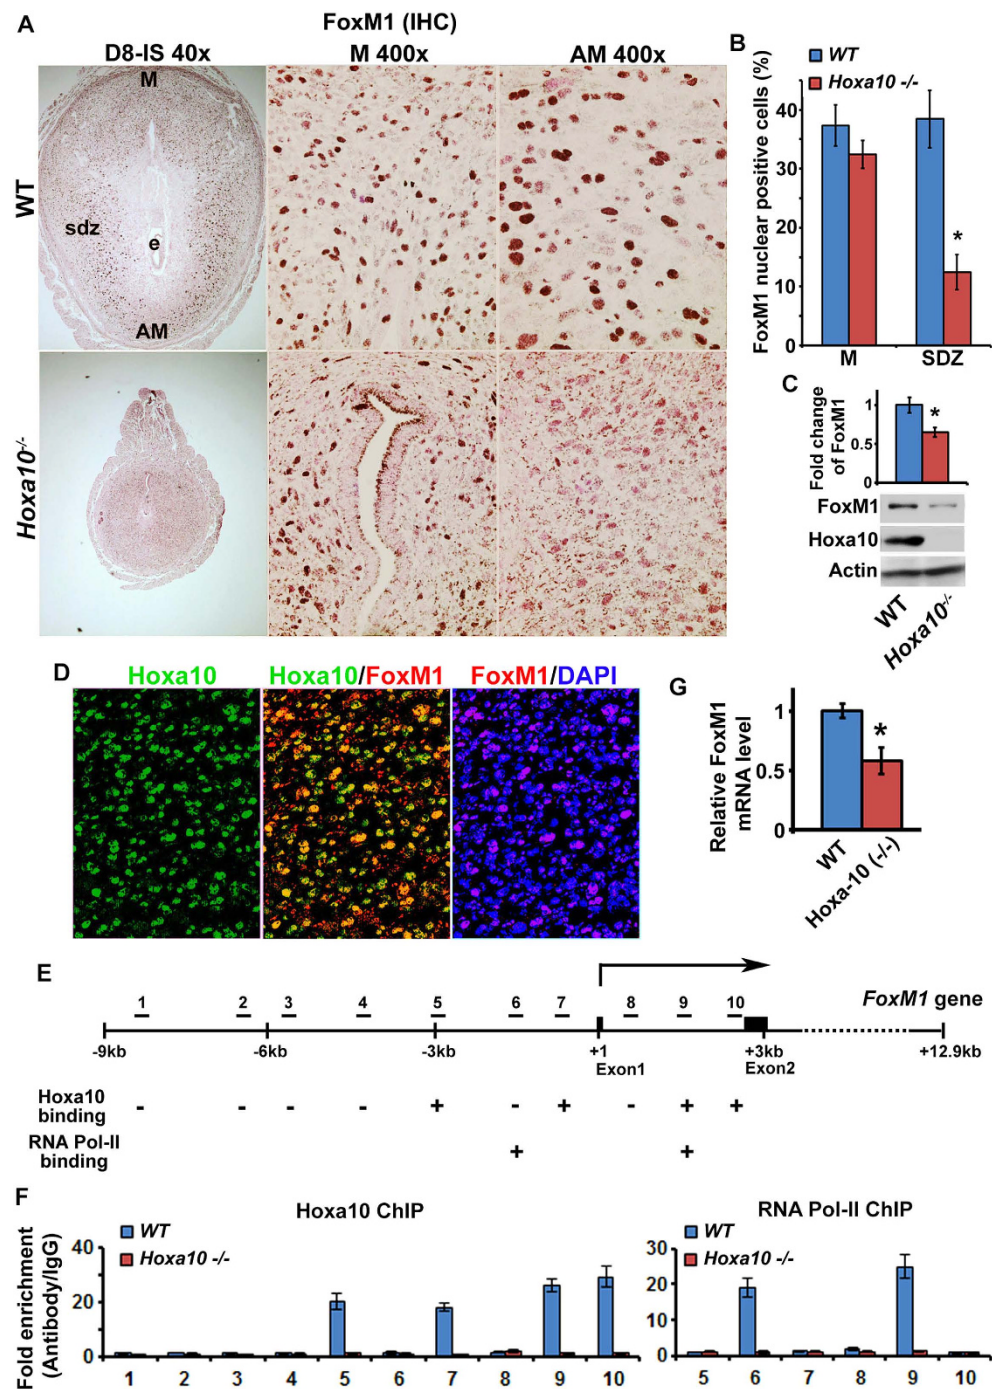 A
FoxM1 (IHC)
D8-IS 40x
M 400x
AM 400x
WT
M
sdz
e
AM
Hoxa10-/-
B
WT
Hoxa10 -/-
FoxM1 nuclear positive cells (%)
40
30
20
10
0
M
SDZ
*
C
Fold change
of FoxM1
1
0.5
0
*
FoxM1
Hoxa10
Actin
WT
Hoxa10-/-
D
Hoxa10
Hoxa10/FoxM1
FoxM1/DAPI
G
Relative FoxM1
mRNA level
1
0.5
0
*
WT
Hoxa-10 (-/-)
E
1 2 3 4 5 6 7 8 9 10
FoxM1 gene
-9kb -6kb -3kb +1 +3kb +12.9kb
Exon1 Exon2
Hoxa10
binding
- - - - + - + - + +
RNA Pol-II
binding
+ +
F
Hoxa10 ChIP
WT
Hoxa10 -/-
Fold enrichment
(Antibody/IgG)
40
20
0
1 2 3 4 5 6 7 8 9 10
RNA Pol-II ChIP
WT
Hoxa10 -/-
30
20
10
0
5 6 7 8 9 10